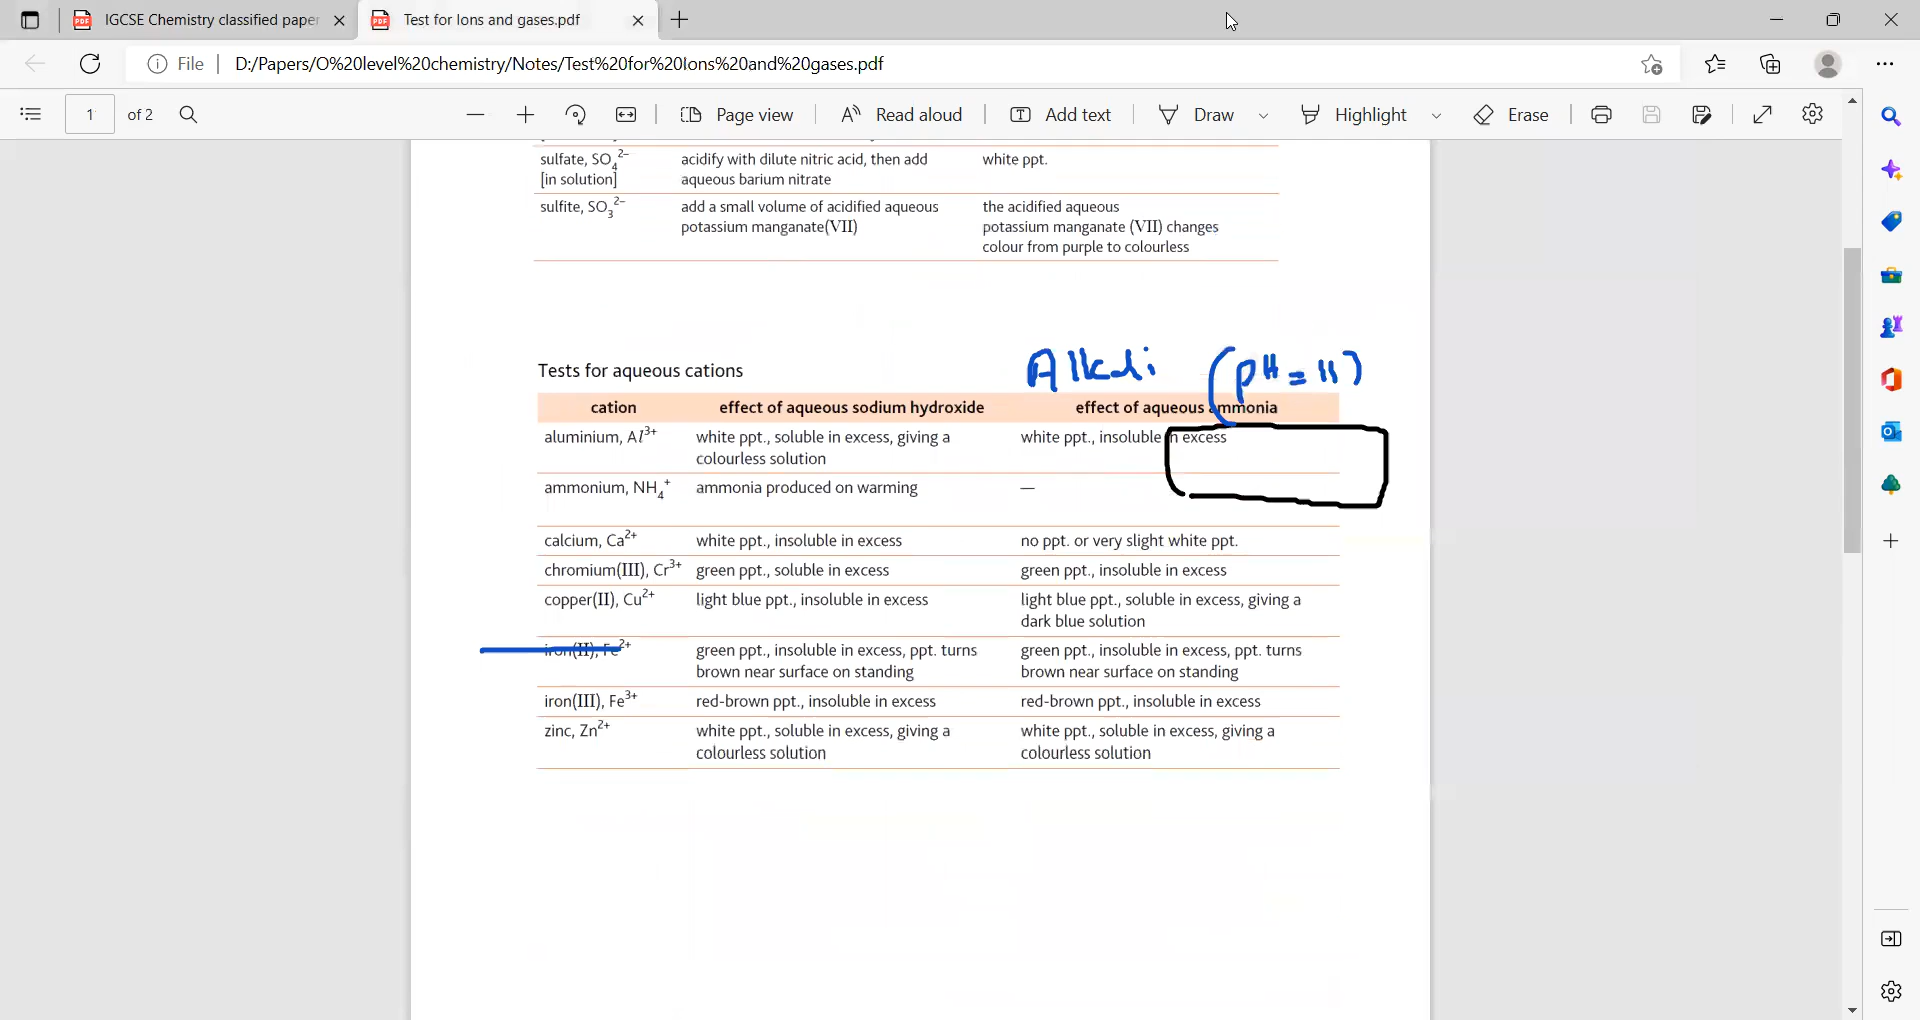 IGCSE Chemistry classified paper
Test for Ions and gases.pdf
File
D:/Papers/O%20level%20chemistry/Notes/Test%20for%20Ions%20and%20gases.pdf
1
of 2
Page view
Read aloud
Add text
Draw
Highlight
Erase
sulfate, SO₄²⁻ acidify with dilute nitric acid, then add white ppt.
[in solution] aqueous barium nitrate
sulfite, SO₃²⁻ add a small volume of acidified aqueous the acidified aqueous
potassium manganate(VII) potassium manganate (VII) changes
colour from purple to colourless
Alkali (pH = 11)
Tests for aqueous cations
cation effect of aqueous sodium hydroxide effect of aqueous ammonia
aluminium, Al³⁺ white ppt., soluble in excess, giving a white ppt., insoluble in excess
colourless solution
ammonium, NH₄⁺ ammonia produced on warming —
calcium, Ca²⁺ white ppt., insoluble in excess no ppt. or very slight white ppt.
chromium(III), Cr³⁺ green ppt., soluble in excess green ppt., insoluble in excess
copper(II), Cu²⁺ light blue ppt., insoluble in excess light blue ppt., soluble in excess, giving a
dark blue solution
iron(II), Fe²⁺ green ppt., insoluble in excess, ppt. turns green ppt., insoluble in excess, ppt. turns
brown near surface on standing brown near surface on standing
iron(III), Fe³⁺ red-brown ppt., insoluble in excess red-brown ppt., insoluble in excess
zinc, Zn²⁺ white ppt., soluble in excess, giving a white ppt., soluble in excess, giving a
colourless solution colourless solution